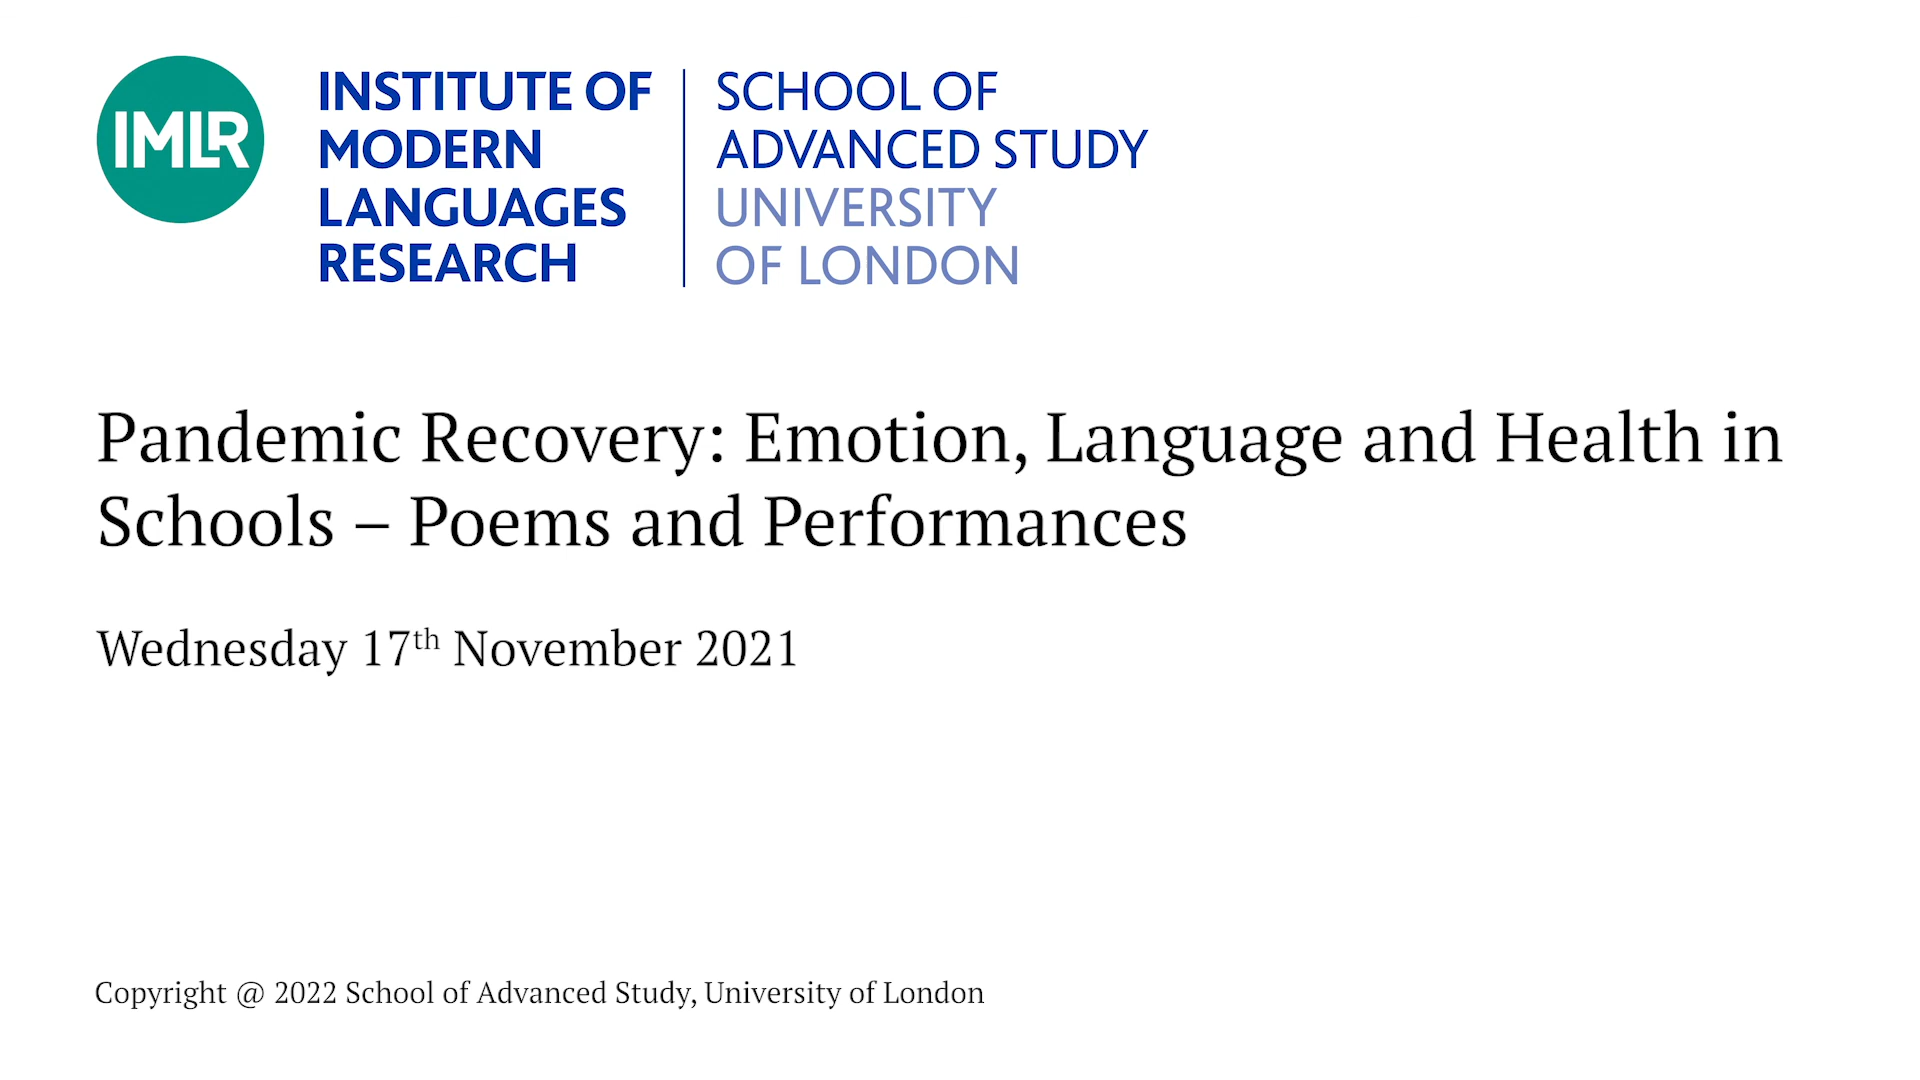 IMLR
INSTITUTE OF
MODERN
LANGUAGES
RESEARCH
SCHOOL OF
ADVANCED STUDY
UNIVERSITY
OF LONDON
Pandemic Recovery: Emotion, Language and Health in
Schools – Poems and Performances
Wednesday 17th November 2021
Copyright @ 2022 School of Advanced Study, University of London